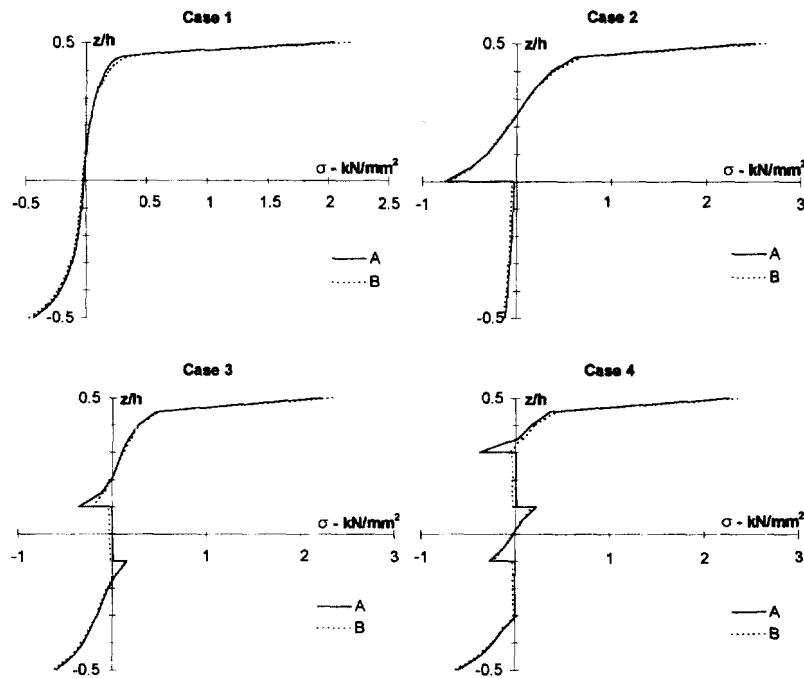 Case 1
z/h
0.5
σ - kN/mm²
-0.5 0 0.5 1 1.5 2 2.5
A
B
-0.5
Case 2
z/h
0.5
σ - kN/mm²
-1 0 1 2 3
A
B
-0.5
Case 3
z/h
0.5
σ - kN/mm²
-1 0 1 2 3
A
B
-0.5
Case 4
z/h
0.5
σ - kN/mm²
-1 0 1 2 3
A
B
-0.5